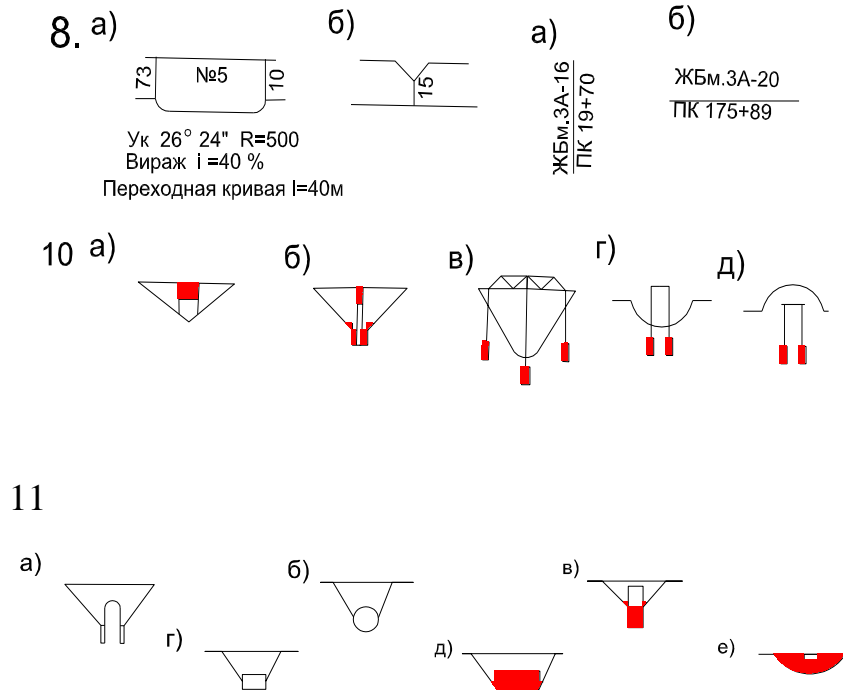 8. а) б) а) б)
73 №5 10 15 ЖБм.3А-16 ЖБм.3А-20
ПК 19+70 ПК 175+89
Ук 26° 24" R=500
Вираж i =40 %
Переходная кривая l=40м
10 а) б) в) г) д)
11
а) б) в)
г) д) е)